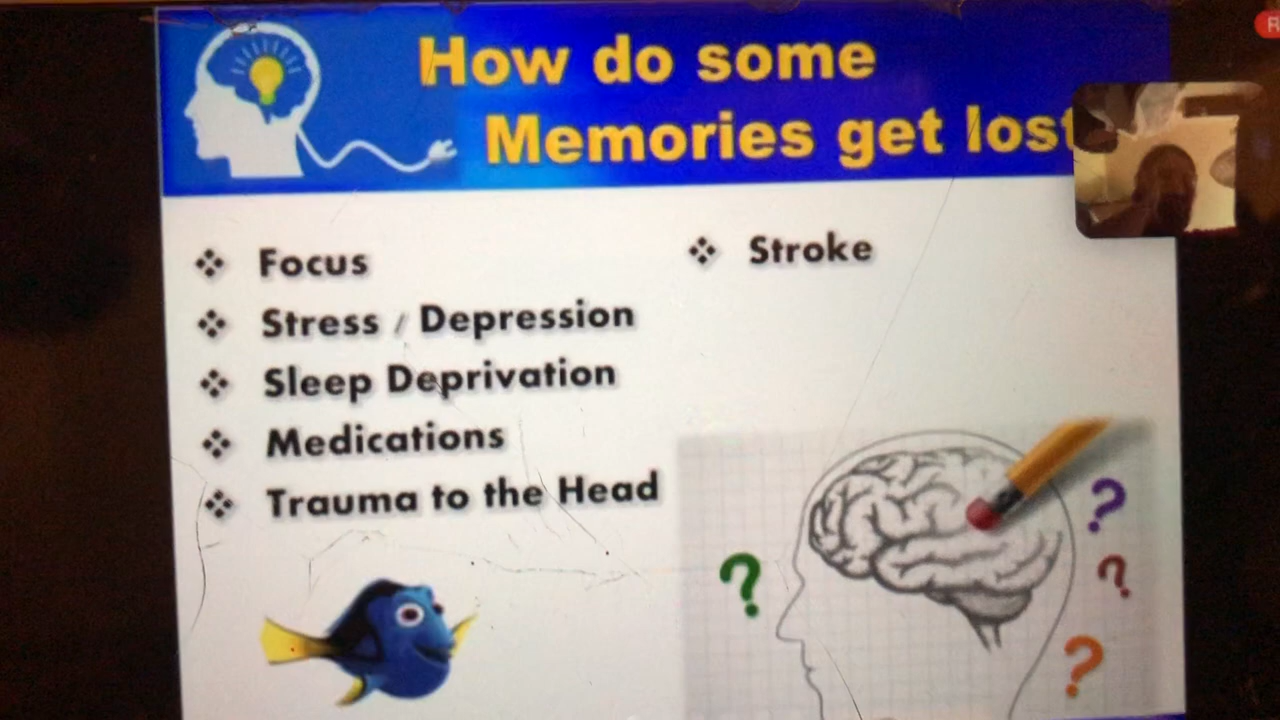 How do some
Memories get lost
Focus
Stress / Depression
Sleep Deprivation
Medications
Trauma to the Head
Stroke
?
?
?
?
R